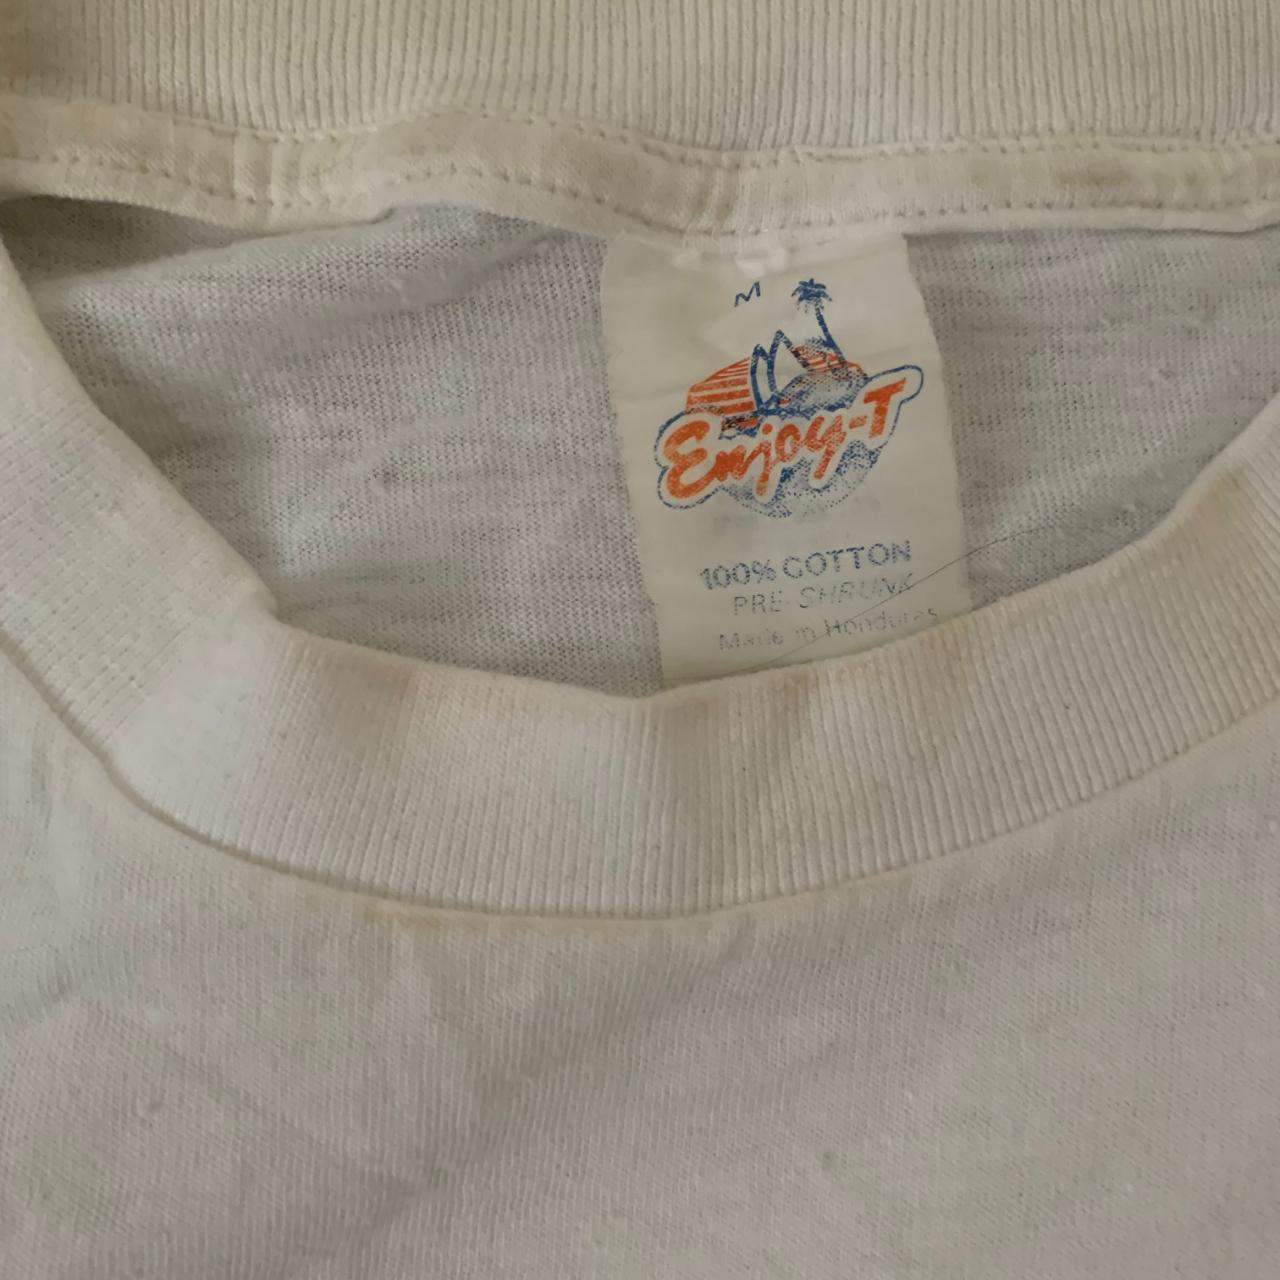 M
Enjoy-T
100% COTTON
PRE-SHRUNK
Made in Honduras